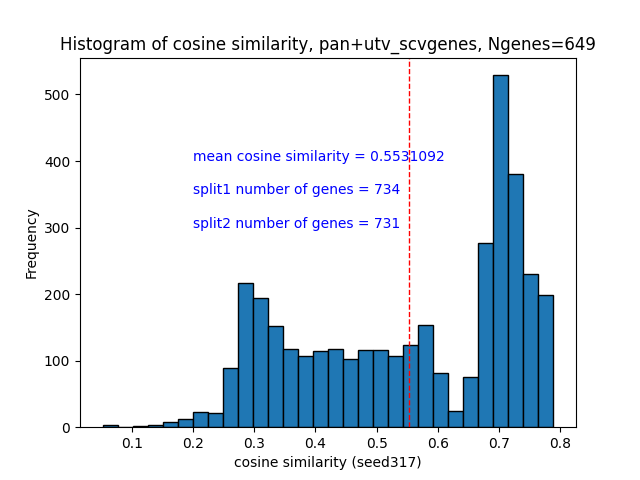 Histogram of cosine similarity, pan+utv_scvgenes, Ngenes=649
500
400
300
200
100
0
Frequency
mean cosine similarity = 0.5531092
split1 number of genes = 734
split2 number of genes = 731
0.1 0.2 0.3 0.4 0.5 0.6 0.7 0.8
cosine similarity (seed317)